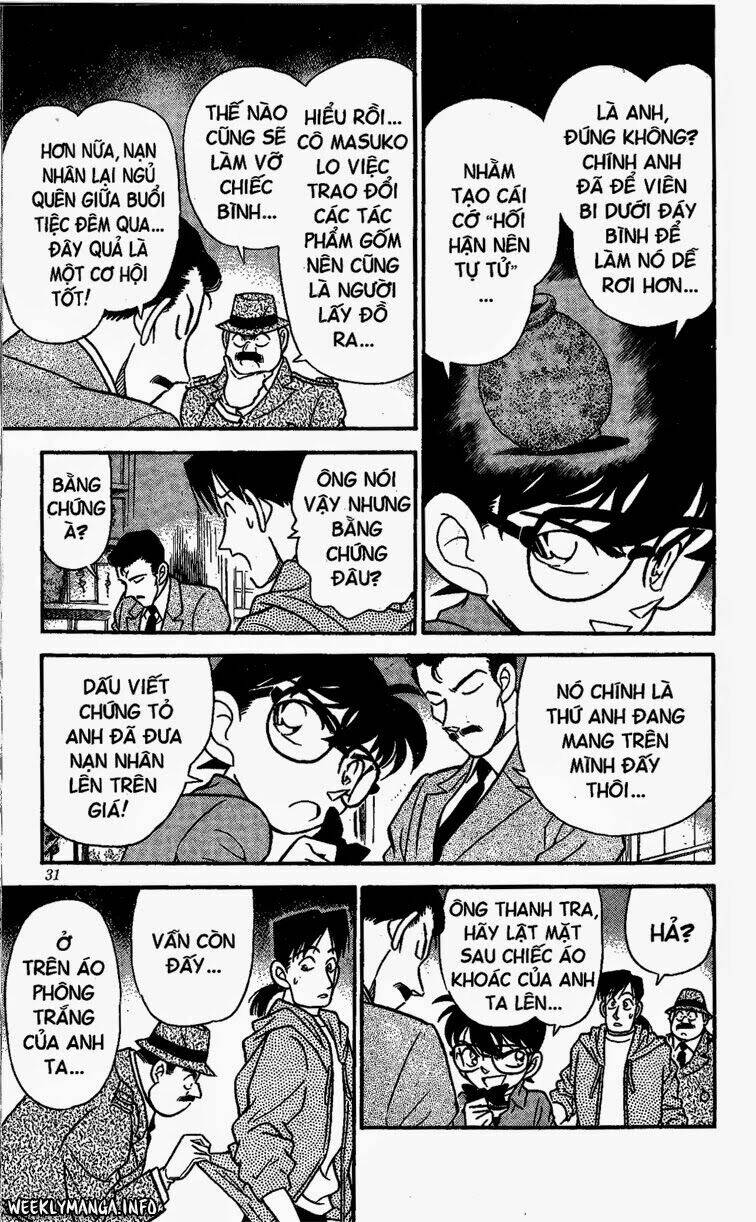 LÀ ANH,
ĐÚNG KHÔNG?
CHÍNH ANH
ĐÃ ĐỂ VIÊN
BI DƯỚI ĐÁY
BÌNH ĐỂ
LÀM NÓ DỄ
RƠI HƠN...
NHẰM
TẠO CÁI
CỚ "HỐI
HẬN NÊN
TỰ TỬ"
...
HIỂU RỒI...
CÔ MASUKO
LO VIỆC
TRAO ĐỔI
CÁC TÁC
PHẨM GỐM
NÊN CŨNG
LÀ NGƯỜI
LẤY ĐỒ
RA...
THẾ NÀO
CŨNG SẼ
LÀM VỠ
CHIẾC
BÌNH...
HƠN NỮA, NẠN
NHÂN LẠI NGỦ
QUÊN GIỮA BUỔI
TIỆC ĐÊM QUA...
ĐÂY QUẢ LÀ
MỘT CƠ HỘI
TỐT!
ÔNG NÓI
VẬY NHƯNG
BẰNG
CHỨNG
ĐÂU?
BẰNG
CHỨNG
À?
NÓ CHÍNH LÀ
THỨ ANH ĐANG
MANG TRÊN
MÌNH ĐẤY
THÔI...
DẤU VIẾT
CHỨNG TỎ
ANH ĐÃ ĐƯA
NẠN NHÂN
LÊN TRÊN
GIÁ!
31
HẢ?
ÔNG THANH TRA,
HÃY LẬT MẶT
SAU CHIẾC ÁO
KHOÁC CỦA ANH
TA LÊN...
VẪN CÒN
ĐẤY...
Ở
TRÊN ÁO
PHÔNG
TRẮNG
CỦA ANH
TA...
WEEKLYMANGA.INFO